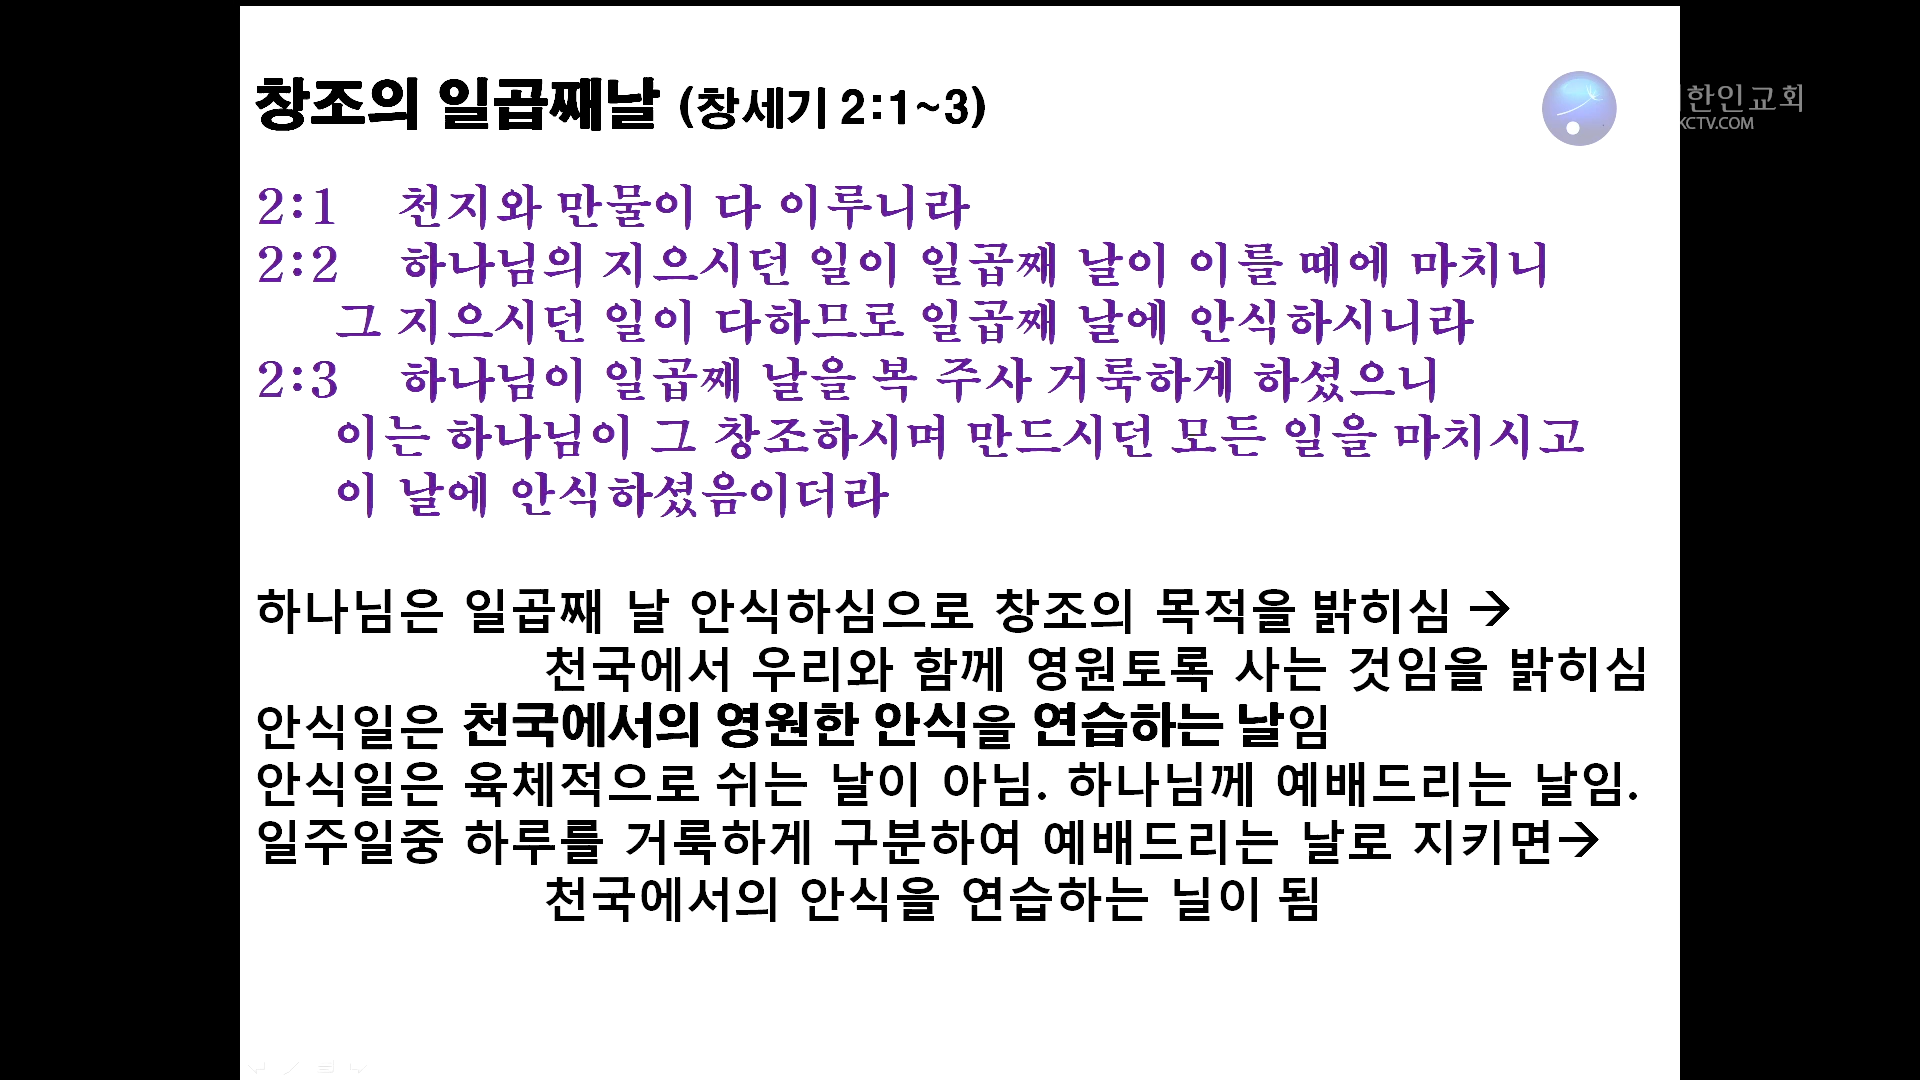 창조의 일곱째날 (창세기 2:1~3)
한인교회
KCTV.COM
2:1 천지와 만물이 다 이루니라
2:2 하나님의 지으시던 일이 일곱째 날이 이를 때에 마치니
그 지으시던 일이 다하므로 일곱째 날에 안식하시니라
2:3 하나님이 일곱째 날을 복 주사 거룩하게 하셨으니
이는 하나님이 그 창조하시며 만드시던 모든 일을 마치시고
이 날에 안식하셨음이더라
하나님은 일곱째 날 안식하심으로 창조의 목적을 밝히심 →
천국에서 우리와 함께 영원토록 사는 것임을 밝히심
안식일은 천국에서의 영원한 안식을 연습하는 날임
안식일은 육체적으로 쉬는 날이 아님. 하나님께 예배드리는 날임.
일주일중 하루를 거룩하게 구분하여 예배드리는 날로 지키면→
천국에서의 안식을 연습하는 닐이 됨